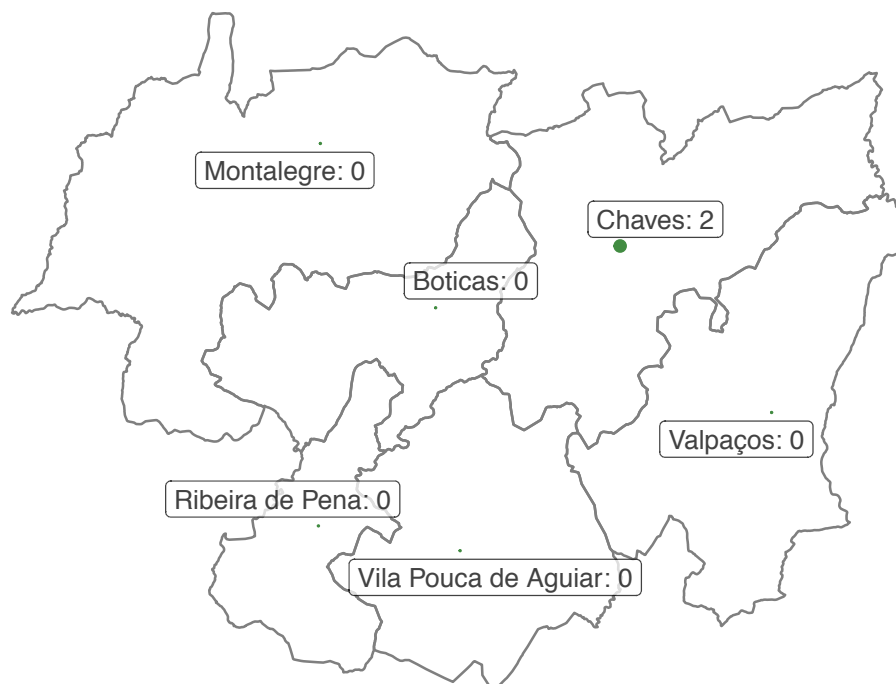 Montalegre: 0
Chaves: 2
Boticas: 0
Valpaços: 0
Ribeira de Pena: 0
Vila Pouca de Aguiar: 0